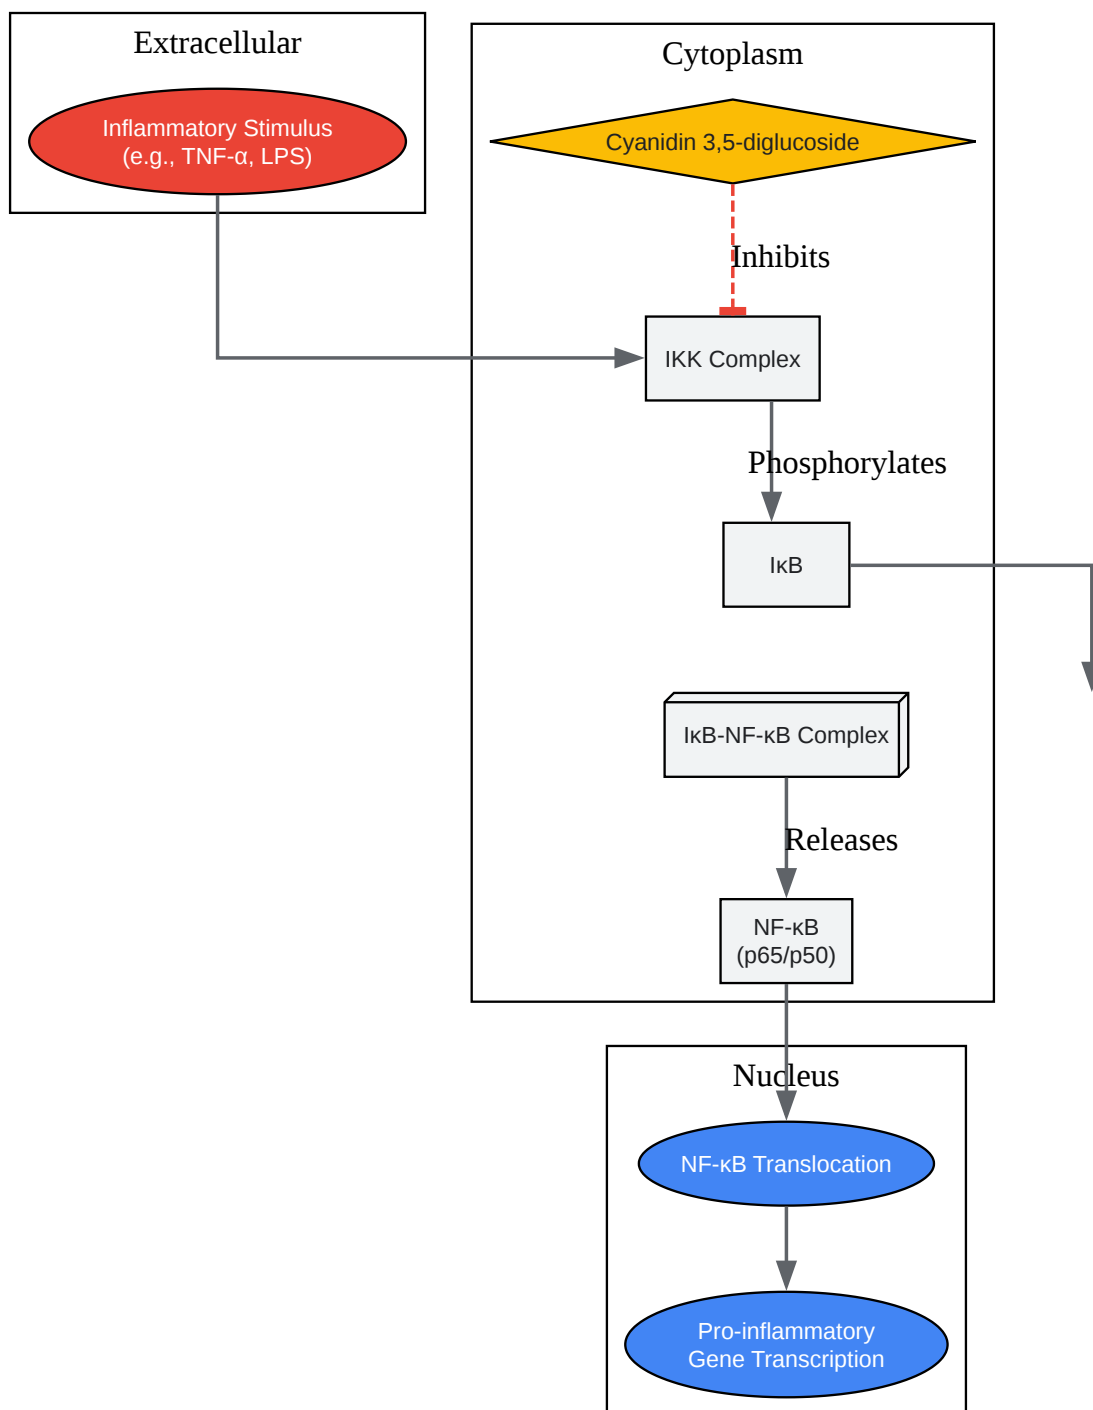 Extracellular
Inflammatory Stimulus
(e.g., TNF-α, LPS)
Cytoplasm
Cyanidin 3,5-diglucoside
Inhibits
IKK Complex
Phosphorylates
IκB
IκB-NF-κB Complex
Releases
NF-κB
(p65/p50)
Nucleus
NF-κB Translocation
Pro-inflammatory
Gene Transcription